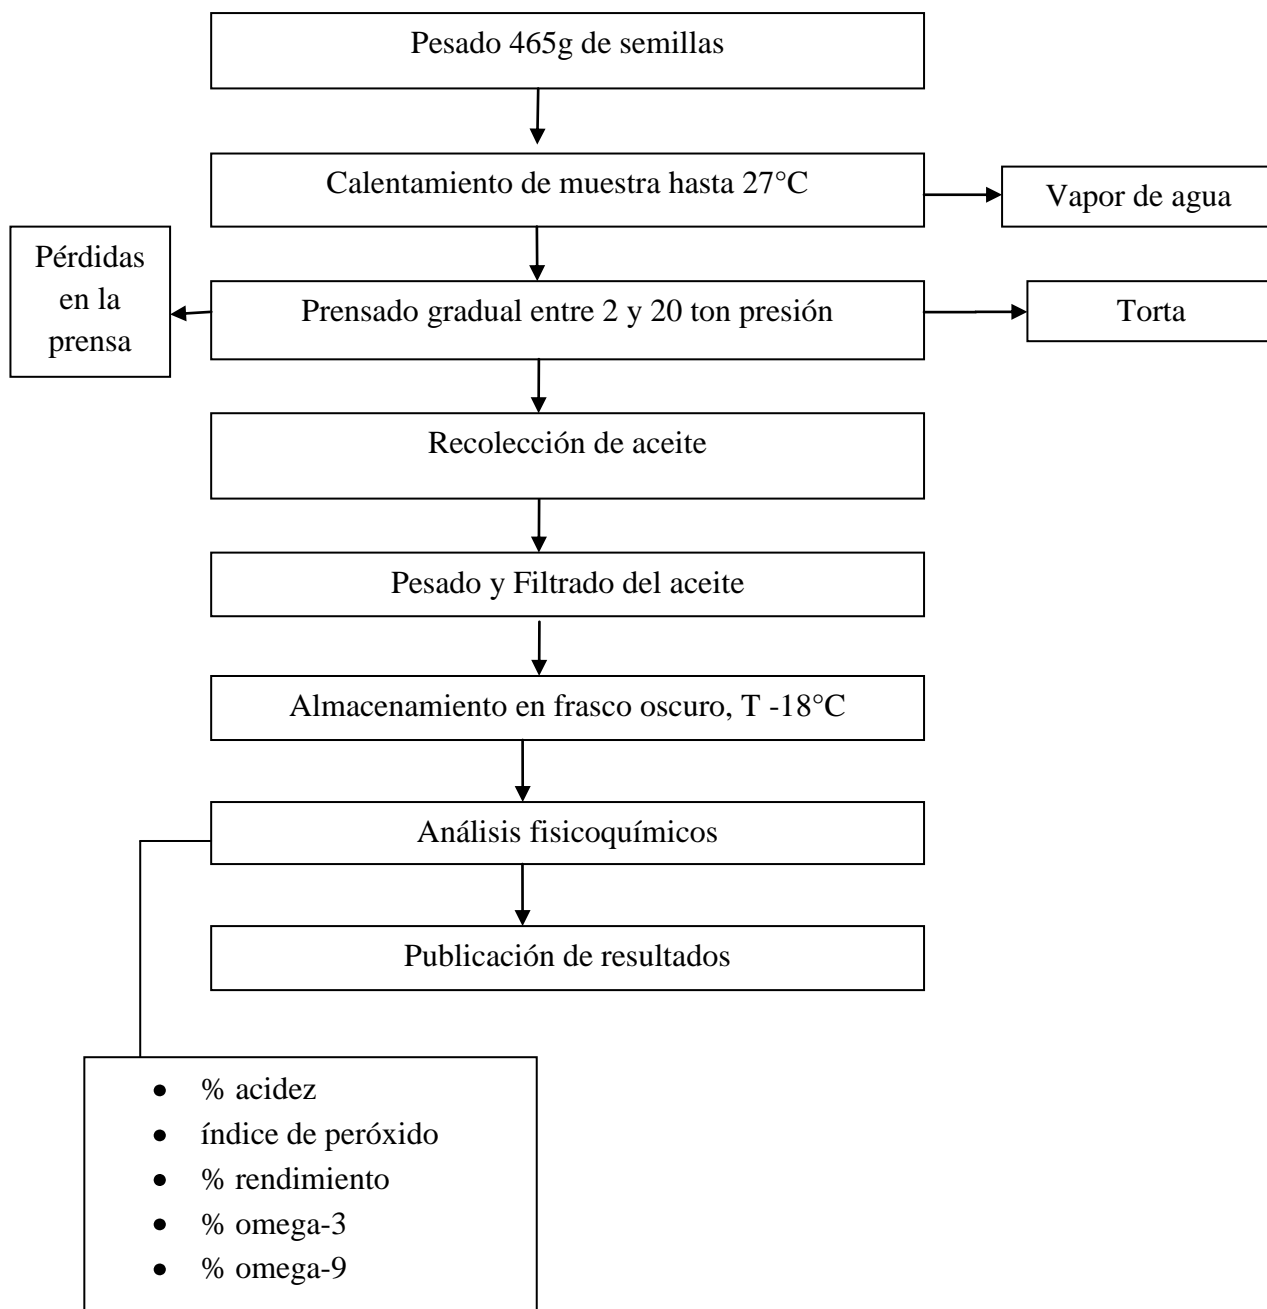 Pesado 465g de semillas
Calentamiento de muestra hasta 27°C
Vapor de agua
Pérdidas
en la
prensa
Prensado gradual entre 2 y 20 ton presión
Torta
Recolección de aceite
Pesado y Filtrado del aceite
Almacenamiento en frasco oscuro, T -18°C
Análisis fisicoquímicos
Publicación de resultados
• % acidez
• índice de peróxido
• % rendimiento
• % omega-3
• % omega-9